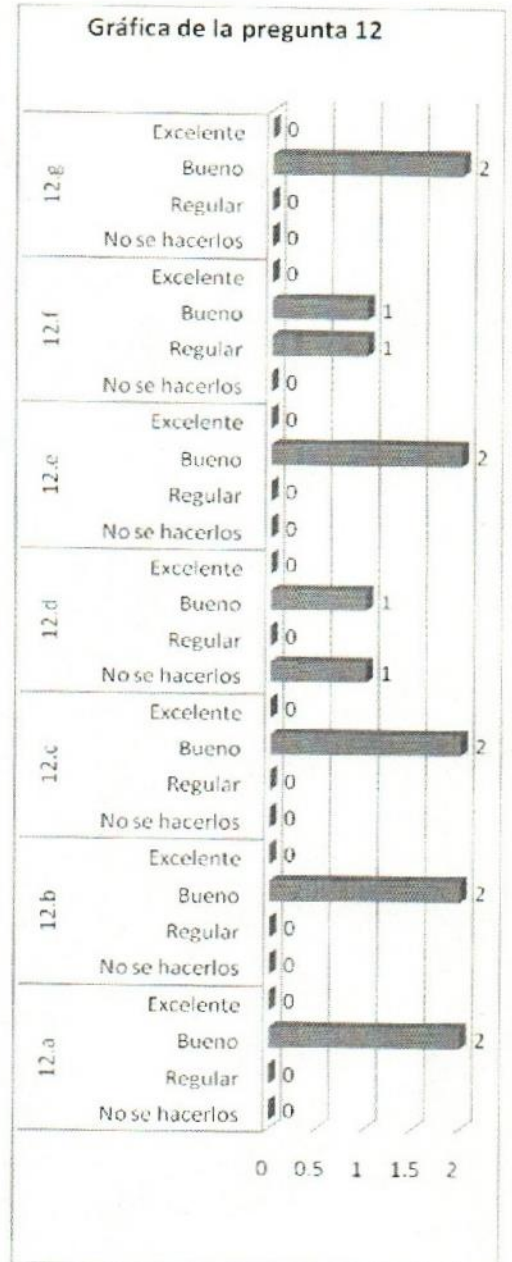 Gráfica de la pregunta 12
12.g
Excelente 0
Bueno 2
Regular 0
No se hacerlos 0
12.f
Excelente 0
Bueno 1
Regular 1
No se hacerlos 0
12.e
Excelente 0
Bueno 2
Regular 0
No se hacerlos 0
12.d
Excelente 0
Bueno 1
Regular 0
No se hacerlos 1
12.c
Excelente 0
Bueno 2
Regular 0
No se hacerlos 0
12.b
Excelente 0
Bueno 2
Regular 0
No se hacerlos 0
12.a
Excelente 0
Bueno 2
Regular 0
No se hacerlos 0
0 0.5 1 1.5 2